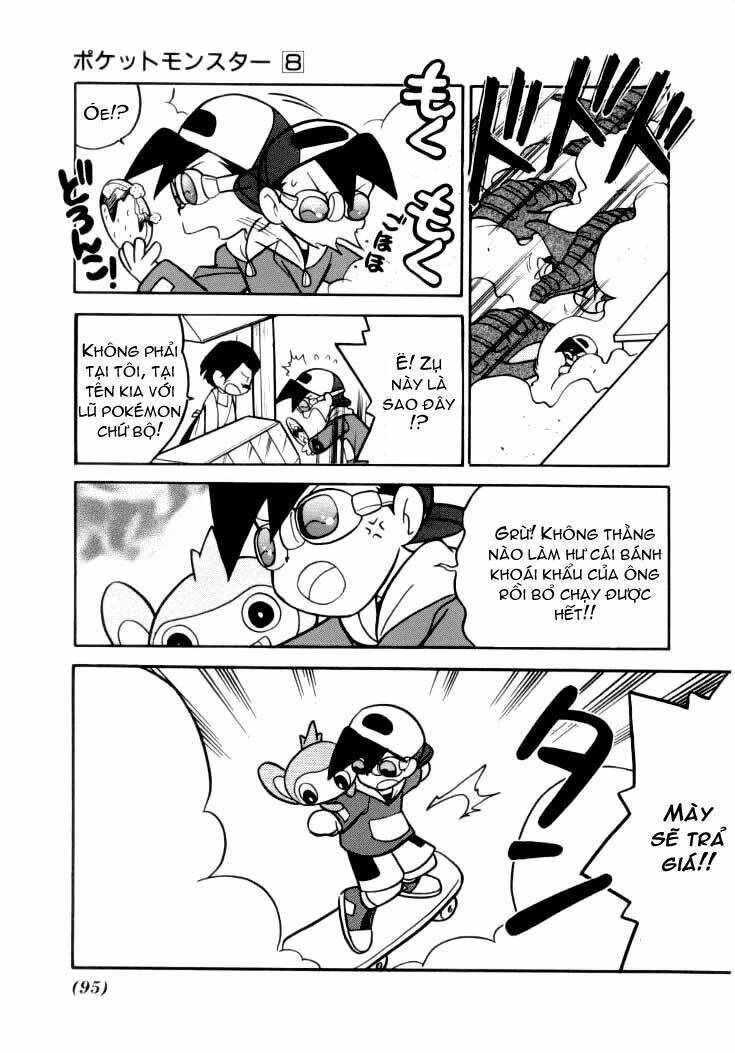 ポケットモンスター 8
ドドド
もくもく
Óe!?
どろんこ!
ごほほ
Ê! Zụ
này là
sao đây
!?
Không phải
tại tôi, tại
tên kia với
lũ Pokémon
chứ bộ!
Grừ! Không thằng
nào làm hư cái bánh
khoái khẩu của ông
rồi bỏ chạy được
hết!!
Mày
sẽ trả
giá!!
タン
(95)